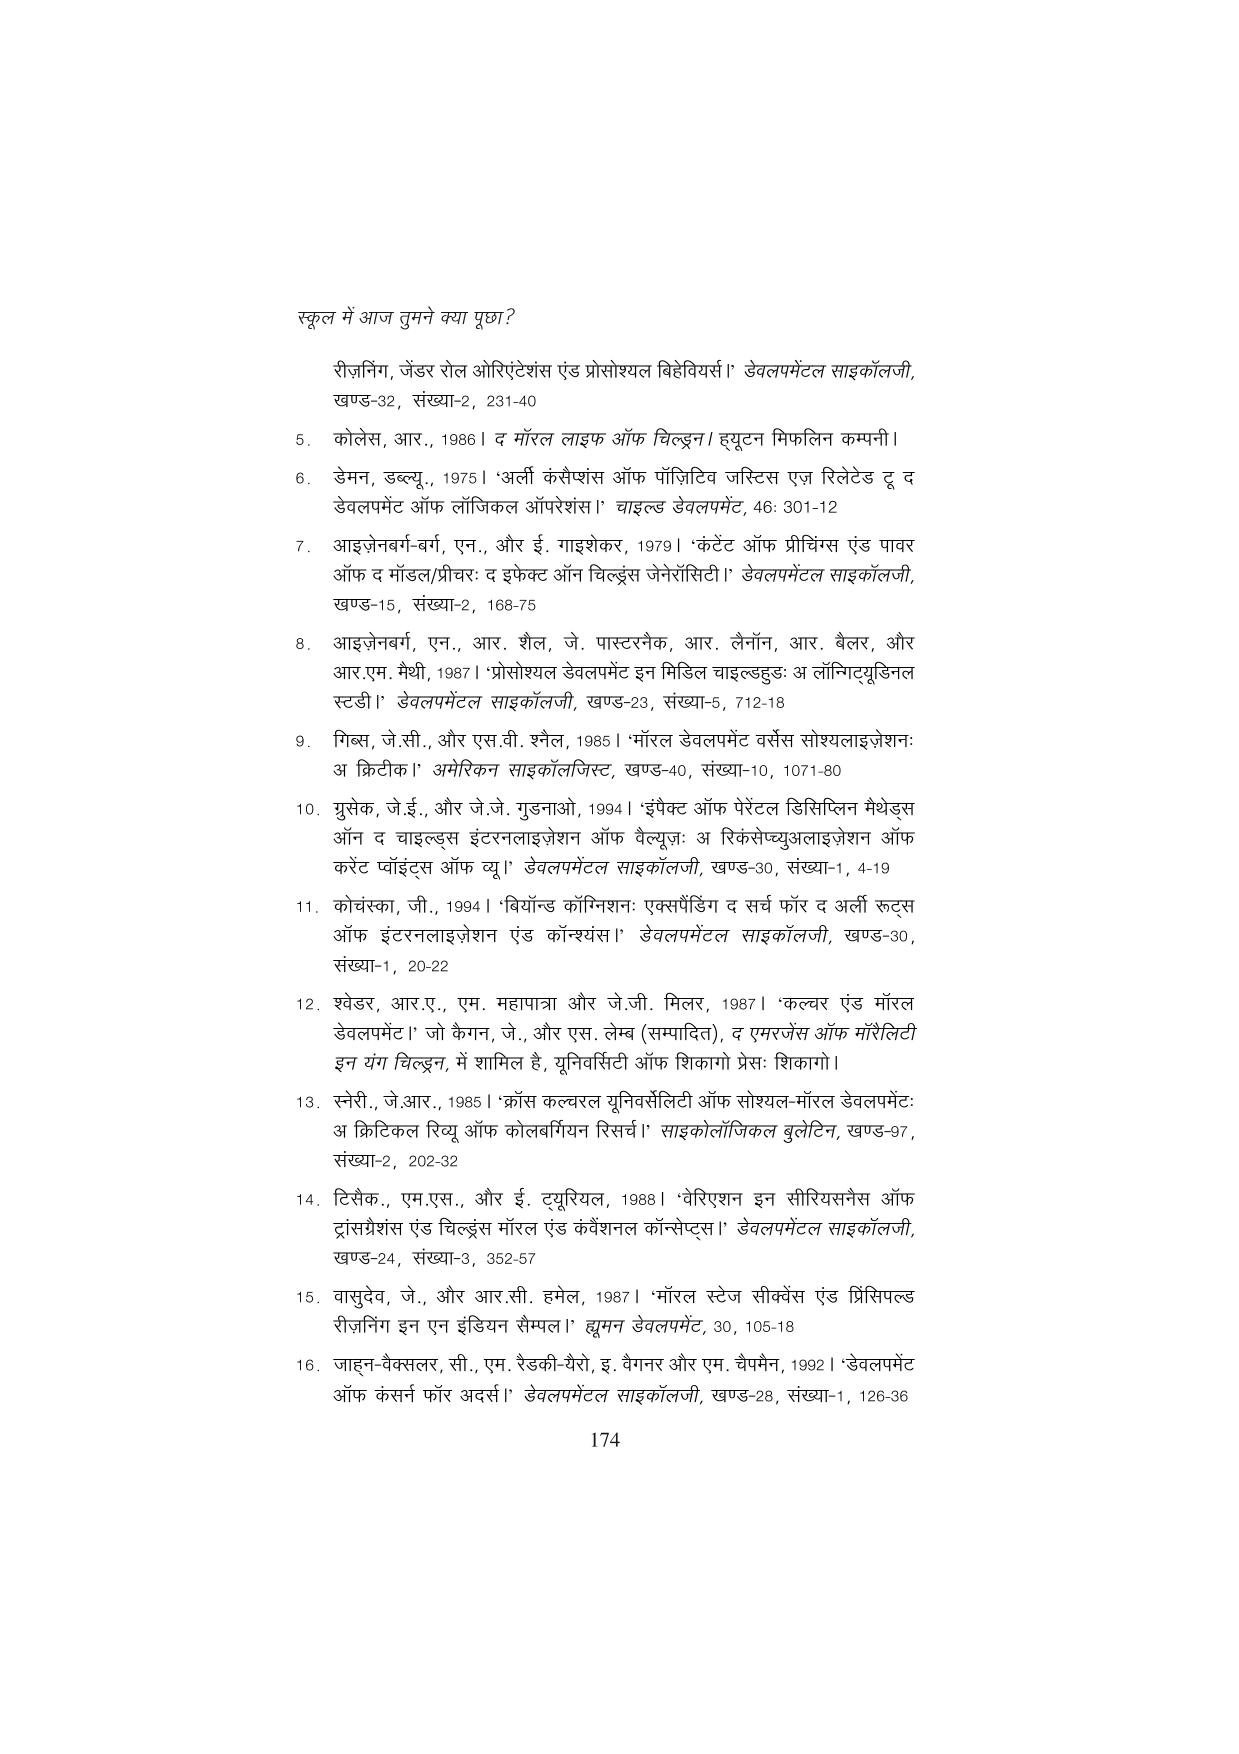 स्कूल में आज तुमने क्या पूछा?
रीज़निंग, जेंडर रोल ओरिएंटेशंस एंड प्रोसोश्यल बिहेवियर्स।’ डेवलपमेंटल साइकॉलजी,
खण्ड-32, संख्या-2, 231-40
5. कोलेस, आर., 1986। द मॉरल लाइफ ऑफ चिल्ड्रन। ह्यूटन मिफलिन कम्पनी।
6. डेमन, डब्ल्यू., 1975। ‘अर्ली कंसैप्शंस ऑफ पॉज़िटिव जस्टिस एज़ रिलेटेड टू द
डेवलपमेंट ऑफ लॉजिकल ऑपरेशंस।’ चाइल्ड डेवलपमेंट, 46: 301-12
7. आइज़ेनबर्ग-बर्ग, एन., और ई. गाइशेकर, 1979। ‘कंटेंट ऑफ प्रीचिंग्स एंड पावर
ऑफ द मॉडल/प्रीचरः द इफेक्ट ऑन चिल्ड्रंस जेनेरॉसिटी।’ डेवलपमेंटल साइकॉलजी,
खण्ड-15, संख्या-2, 168-75
8. आइज़ेनबर्ग, एन., आर. शैल, जे. पास्टरनैक, आर. लैनॉन, आर. बैलर, और
आर.एम. मैथी, 1987। ‘प्रोसोश्यल डेवलपमेंट इन मिडिल चाइल्डहुडः अ लॉन्गिट्यूडिनल
स्टडी।’ डेवलपमेंटल साइकॉलजी, खण्ड-23, संख्या-5, 712-18
9. गिब्स, जे.सी., और एस.वी. श्नैल, 1985। ‘मॉरल डेवलपमेंट वर्सेस सोश्यलाइज़ेशनः
अ क्रिटीक।’ अमेरिकन साइकॉलजिस्ट, खण्ड-40, संख्या-10, 1071-80
10. ग्रुसेक, जे.ई., और जे.जे. गुडनाओ, 1994। ‘इंपैक्ट ऑफ पेरेंटल डिसिप्लिन मैथेड्स
ऑन द चाइल्ड्स इंटरनलाइज़ेशन ऑफ वैल्यूज़ः अ रिकंसेप्च्युअलाइज़ेशन ऑफ
करेंट प्वॉइंट्स ऑफ व्यू।’ डेवलपमेंटल साइकॉलजी, खण्ड-30, संख्या-1, 4-19
11. कोचंस्का, जी., 1994। ‘बियॉन्ड कॉग्निशनः एक्सपैंडिंग द सर्च फॉर द अर्ली रूट्स
ऑफ इंटरनलाइज़ेशन एंड कॉन्श्यंस।’ डेवलपमेंटल साइकॉलजी, खण्ड-30,
संख्या-1, 20-22
12. श्वेडर, आर.ए., एम. महापात्रा और जे.जी. मिलर, 1987। ‘कल्चर एंड मॉरल
डेवलपमेंट।’ जो कैगन, जे., और एस. लेम्ब (सम्पादित), द एमरजेंस ऑफ मॉरैलिटी
इन यंग चिल्ड्रन, में शामिल है, यूनिवर्सिटी ऑफ शिकागो प्रेसः शिकागो।
13. स्नेरी., जे.आर., 1985। ‘क्रॉस कल्चरल यूनिवर्सेलिटी ऑफ सोश्यल-मॉरल डेवलपमेंटः
अ क्रिटिकल रिव्यू ऑफ कोलबर्गियन रिसर्च।’ साइकोलॉजिकल बुलेटिन, खण्ड-97,
संख्या-2, 202-32
14. टिसैक., एम.एस., और ई. ट्यूरियल, 1988। ‘वेरिएशन इन सीरियसनैस ऑफ
ट्रांसग्रैशंस एंड चिल्ड्रंस मॉरल एंड कंवैंशनल कॉन्सेप्ट्स।’ डेवलपमेंटल साइकॉलजी,
खण्ड-24, संख्या-3, 352-57
15. वासुदेव, जे., और आर.सी. हमेल, 1987। ‘मॉरल स्टेज सीक्वेंस एंड प्रिंसिपल्ड
रीज़निंग इन एन इंडियन सैम्पल।’ ह्यूमन डेवलपमेंट, 30, 105-18
16. जाह्न-वैक्सलर, सी., एम. रैडकी-यैरो, इ. वैगनर और एम. चैपमैन, 1992। ‘डेवलपमेंट
ऑफ कंसर्न फॉर अदर्स।’ डेवलपमेंटल साइकॉलजी, खण्ड-28, संख्या-1, 126-36
174